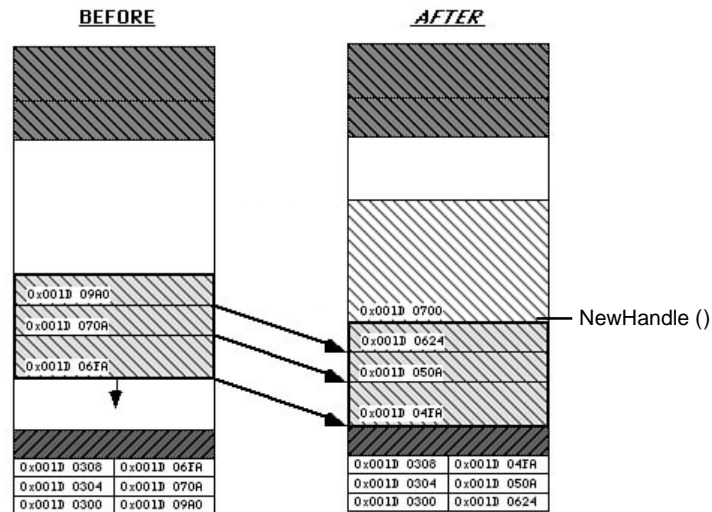 BEFORE
AFTER
0x001D 09A0
0x001D 070A
0x001D 06FA
0x001D 0700
NewHandle ()
0x001D 0624
0x001D 050A
0x001D 04FA
0x001D 0308 0x001D 06FA
0x001D 0304 0x001D 070A
0x001D 0300 0x001D 09A0
0x001D 0308 0x001D 04FA
0x001D 0304 0x001D 050A
0x001D 0300 0x001D 0624